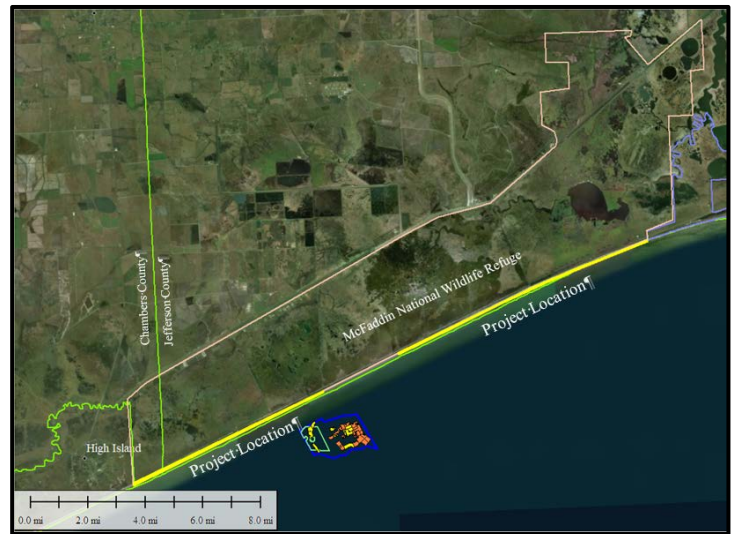 Chambers County¶
Jefferson County¶
McFaddin National Wildlife Refuge
Project·Location¶
Project·Location¶
High Island
0.0 mi 2.0 mi 4.0 mi 6.0 mi 8.0 mi